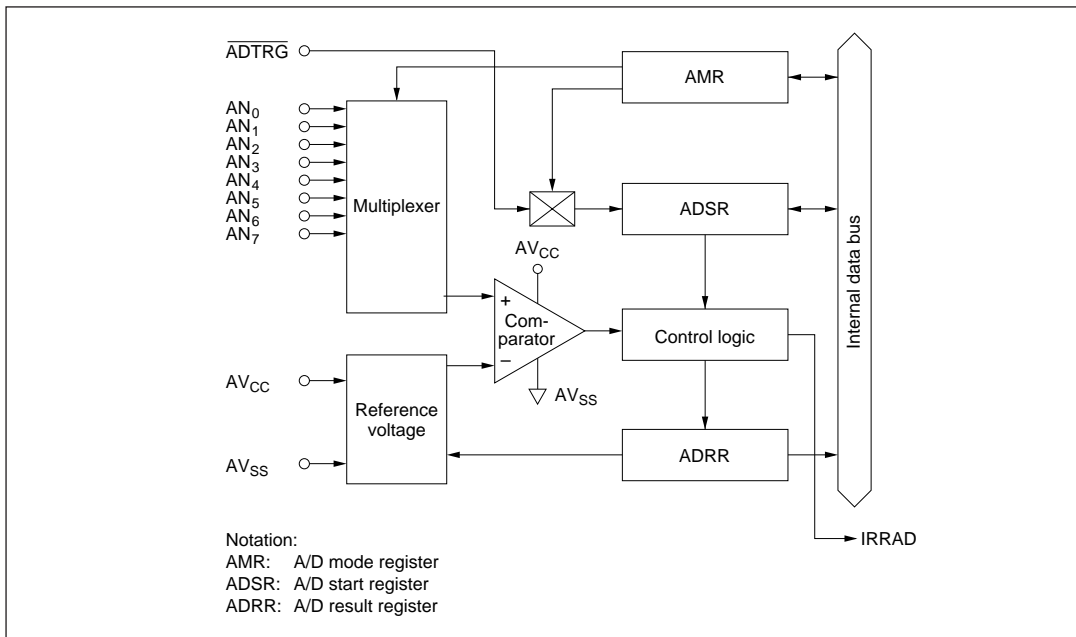 ADTRG
AMR
AN0
AN1
AN2
AN3
AN4
AN5
AN6
AN7
Multiplexer
ADSR
AVCC
+
Com-
parator
–
Control logic
Internal data bus
AVCC
AVSS
Reference
voltage
ADRR
AVSS
IRRAD
Notation:
AMR: A/D mode register
ADSR: A/D start register
ADRR: A/D result register